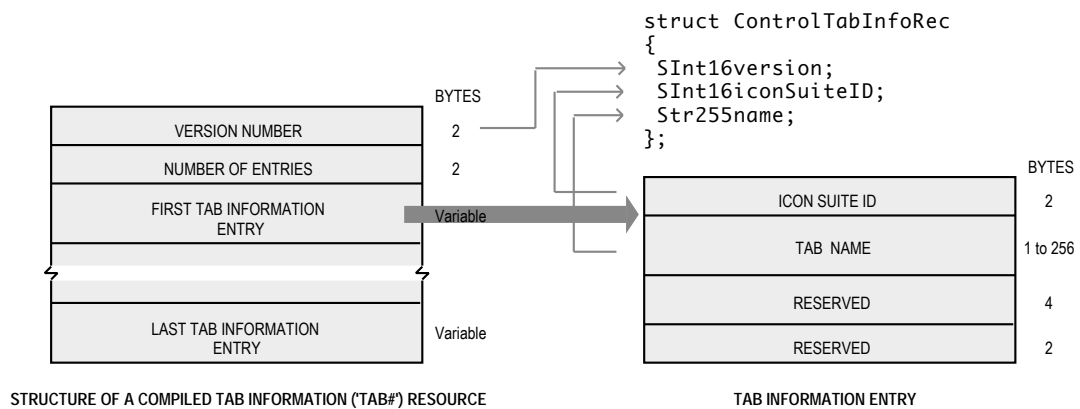 struct ControlTabInfoRec
{
SInt16version;
SInt16iconSuiteID;
Str255name;
};
BYTES
VERSION NUMBER
2
NUMBER OF ENTRIES
2
FIRST TAB INFORMATION
ENTRY
Variable
LAST TAB INFORMATION
ENTRY
Variable
BYTES
ICON SUITE ID
2
TAB NAME
1 to 256
RESERVED
4
RESERVED
2
STRUCTURE OF A COMPILED TAB INFORMATION ('TAB#') RESOURCE
TAB INFORMATION ENTRY